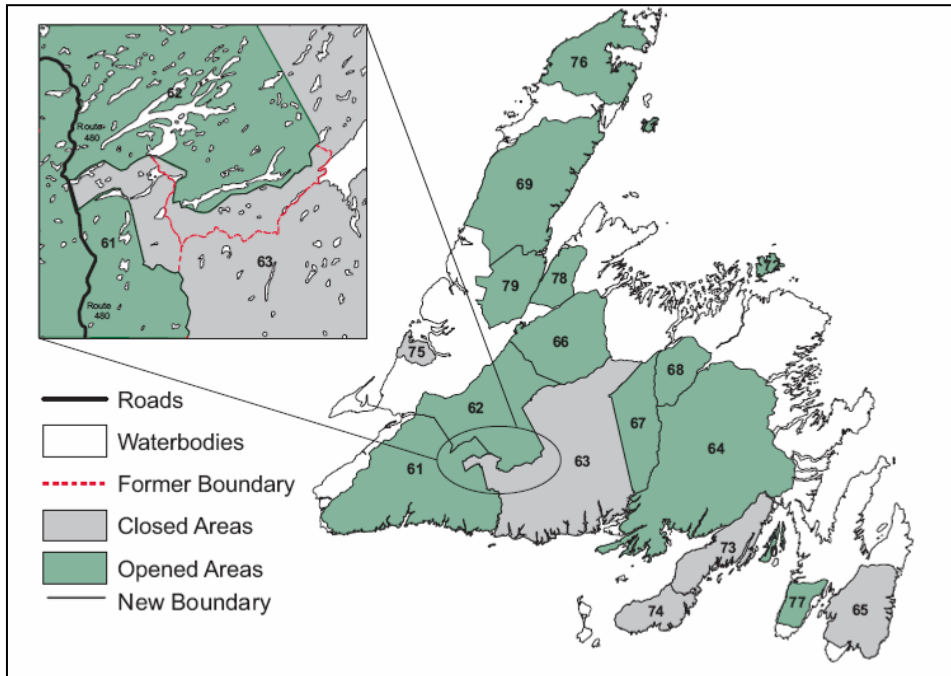 62
Route
480
61
63
Route
480
76
69
79
78
77
66
75
68
62
67
64
61
63
73
74
77
65
Roads
Waterbodies
Former Boundary
Closed Areas
Opened Areas
New Boundary